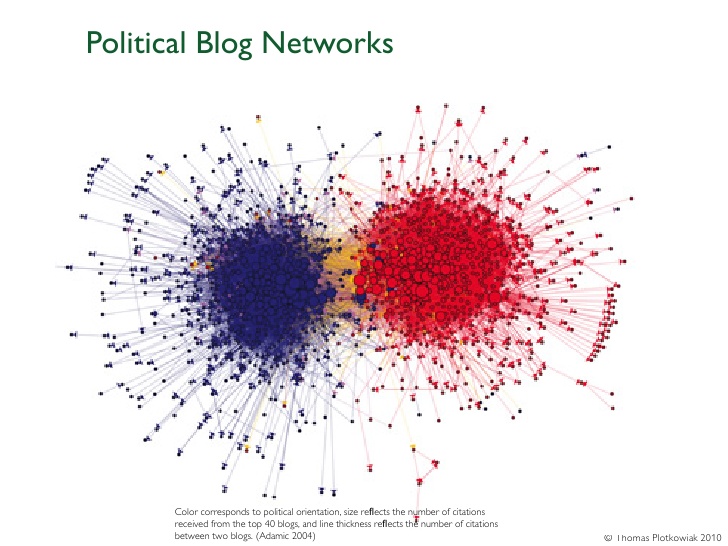 Political Blog Networks
Color corresponds to political orientation, size reflects the number of citations
received from the top 40 blogs, and line thickness reflects the number of citations
between two blogs. (Adamic 2004)
© Thomas Plotkowiak 2010